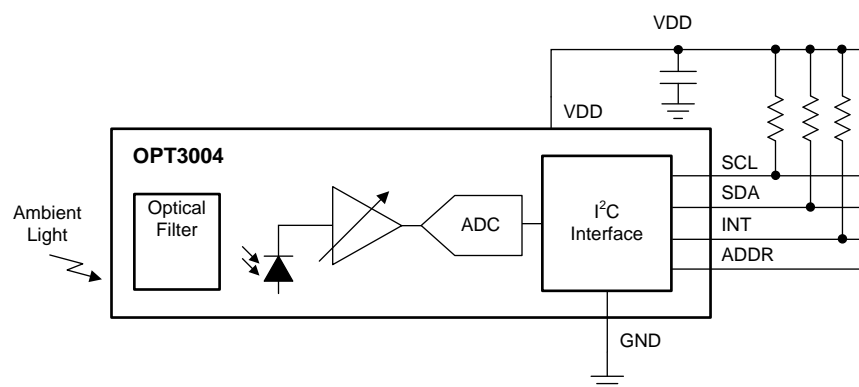 VDD
VDD
OPT3004
SCL
SDA
INT
ADDR
Ambient
Light
Optical
Filter
ADC
I²C
Interface
GND